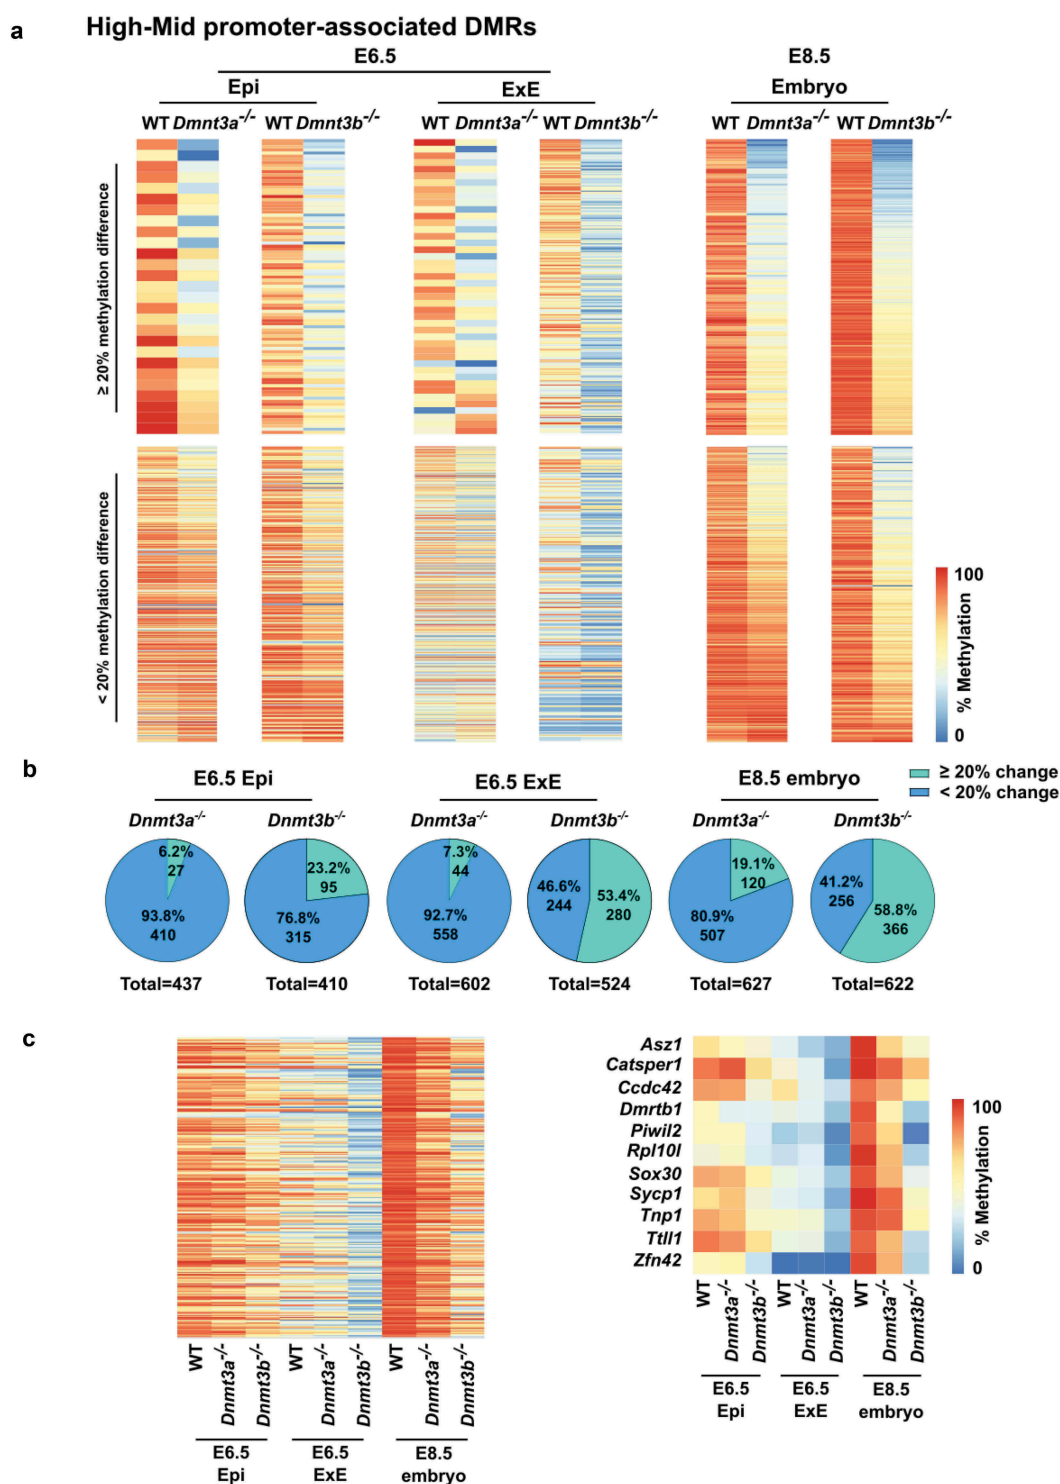 a
High-Mid promoter-associated DMRs
E6.5
E8.5
Epi
ExE
Embryo
WT Dmnt3a-/-
WT Dmnt3b-/-
WT Dmnt3a-/-
WT Dnmt3b-/-
WT Dnmt3a-/-
WT Dnmt3b-/-
≥ 20% methylation difference
< 20% methylation difference
100
% Methylation
0
b
E6.5 Epi
E6.5 ExE
E8.5 embryo
≥ 20% change
< 20% change
Dnmt3a-/-
Dnmt3b-/-
Dnmt3a-/-
Dnmt3b-/-
Dnmt3a-/-
Dnmt3b-/-
6.2%
27
93.8%
410
23.2%
95
76.8%
315
7.3%
44
92.7%
558
46.6%
244
53.4%
280
19.1%
120
80.9%
507
41.2%
256
58.8%
366
Total=437
Total=410
Total=602
Total=524
Total=627
Total=622
c
WT
Dnmt3a-/-
Dnmt3b-/-
WT
Dnmt3a-/-
Dnmt3b-/-
WT
Dnmt3a-/-
Dnmt3b-/-
E6.5
Epi
E6.5
ExE
E8.5
embryo
Asz1
Catsper1
Ccdc42
Dmrtb1
Piwil2
Rpl10l
Sox30
Sycp1
Tnp1
Ttll1
Zfn42
WT
Dnmt3a-/-
Dnmt3b-/-
WT
Dnmt3a-/-
Dnmt3b-/-
WT
Dnmt3a-/-
Dnmt3b-/-
E6.5
Epi
E6.5
ExE
E8.5
embryo
100
% Methylation
0